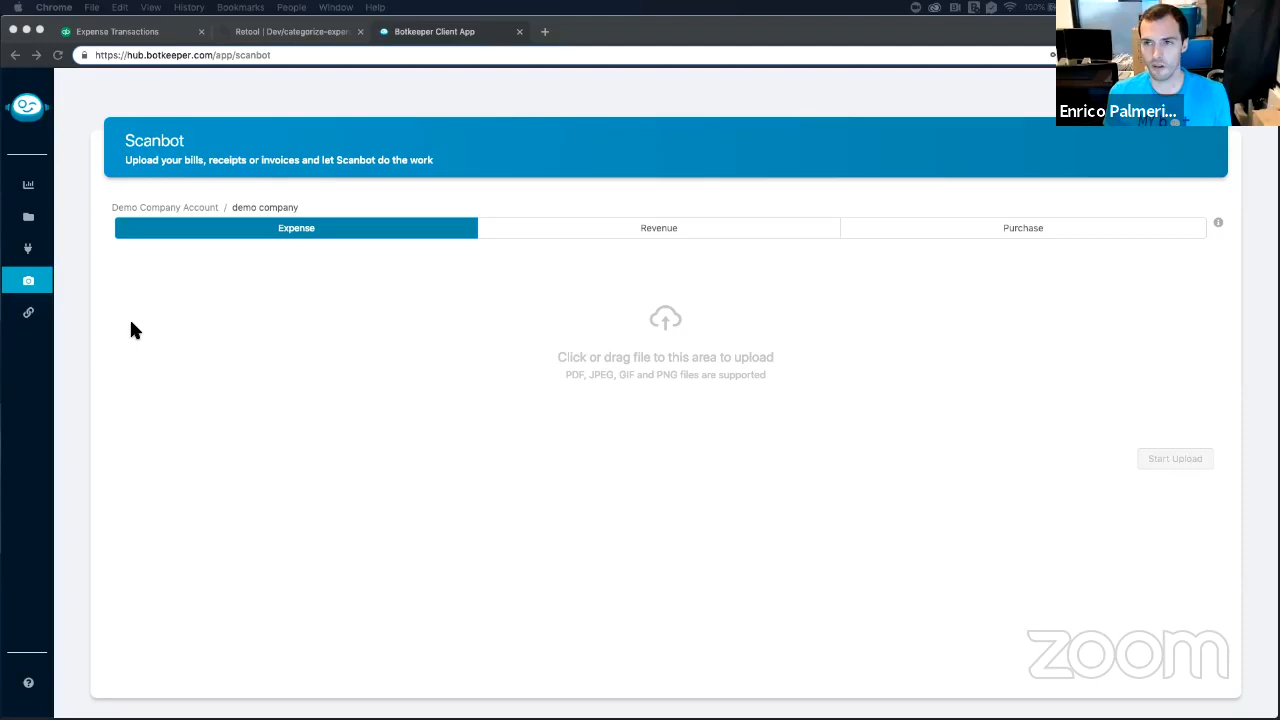 Chrome File Edit View History Bookmarks People Window Help
100%
Expense Transactions
Retool | Dev/categorize-expen
Botkeeper Client App
https://hub.botkeeper.com/app/scanbot
Enrico Palmeri...
Scanbot
Upload your bills, receipts or invoices and let Scanbot do the work
Demo Company Account / demo company
Expense Revenue Purchase
Click or drag file to this area to upload
PDF, JPEG, GIF and PNG files are supported
Start Upload
zoom